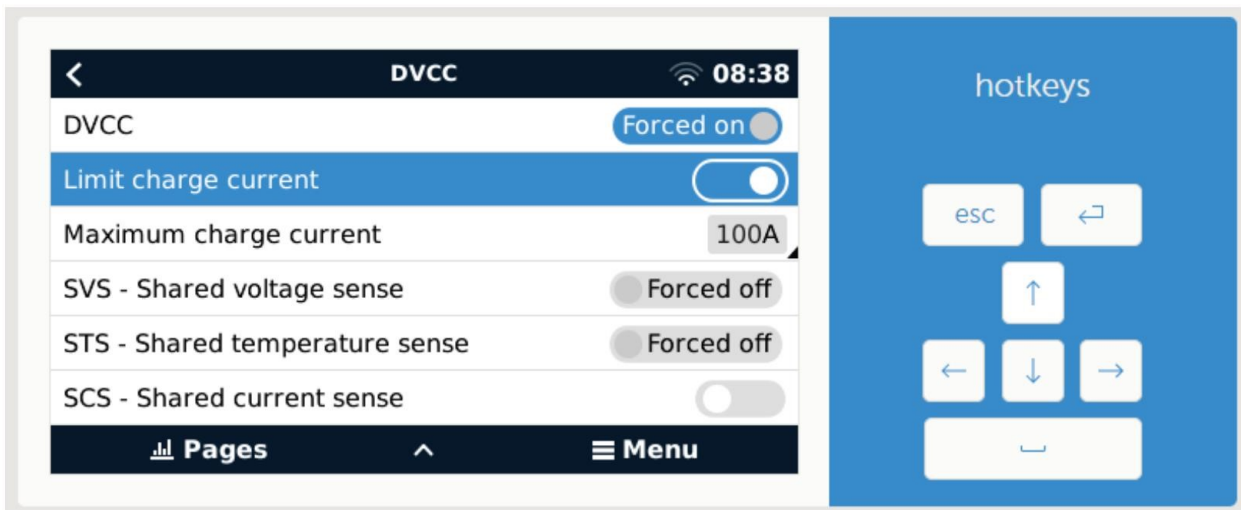 DVCC 08:38
DVCC Forced on
Limit charge current
Maximum charge current 100A
SVS - Shared voltage sense Forced off
STS - Shared temperature sense Forced off
SCS - Shared current sense
Pages Menu
hotkeys
esc